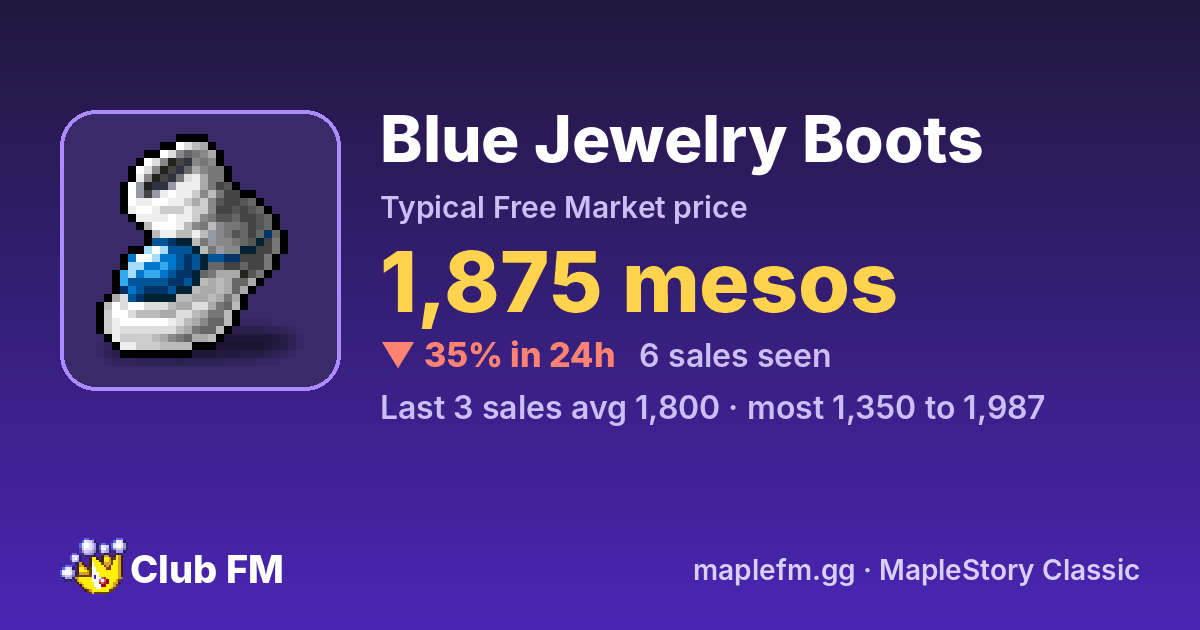 Blue Jewelry Boots
Typical Free Market price
1,875 mesos
▼ 35% in 24h 6 sales seen
Last 3 sales avg 1,800 · most 1,350 to 1,987
Club FM
maplefm.gg · MapleStory Classic